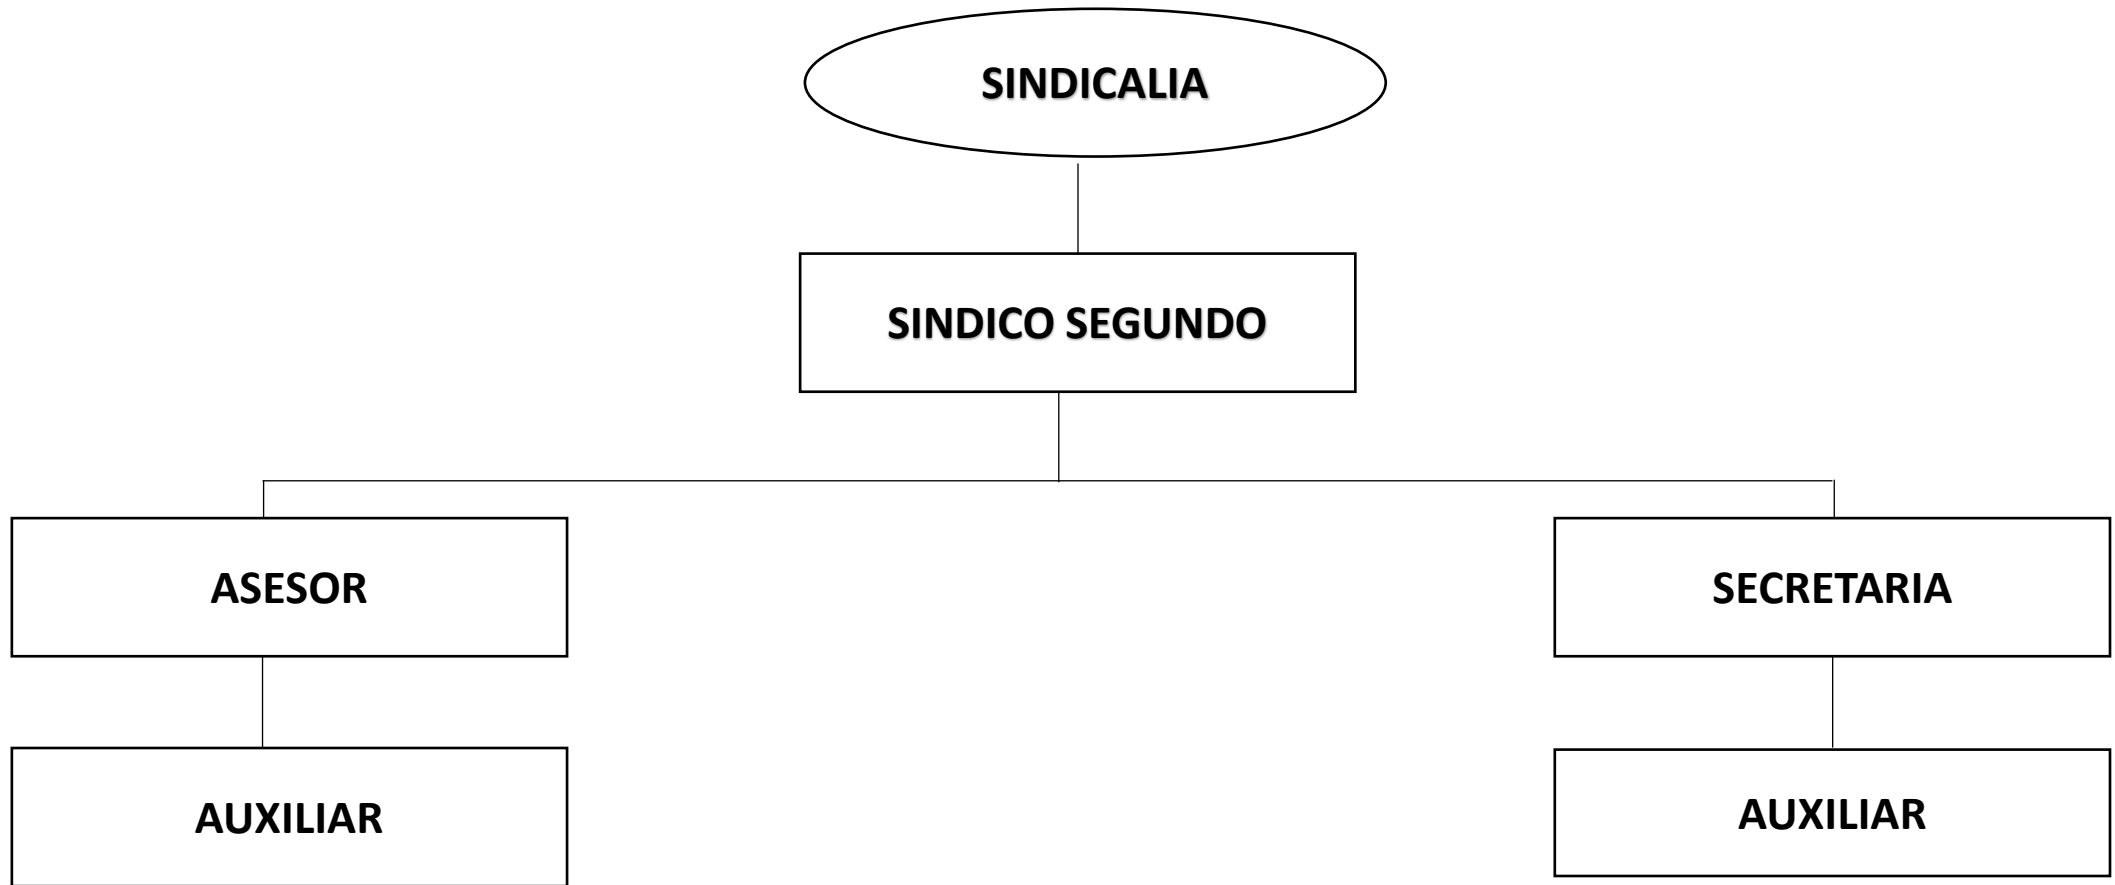 SINDICALIA
SINDICO SEGUNDO
ASESOR
SECRETARIA
AUXILIAR
AUXILIAR